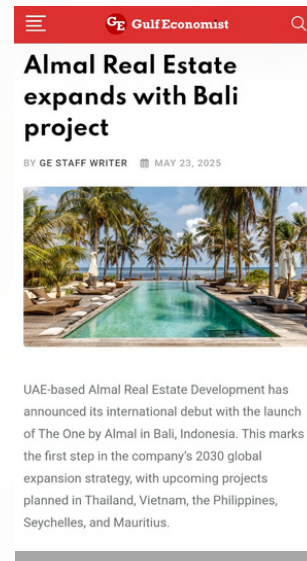 GE GulfEconomist
Almal Real Estate
expands with Bali
project
BY GE STAFF WRITER MAY 23, 2025
UAE-based Almal Real Estate Development has
announced its international debut with the launch
of The One by Almal in Bali, Indonesia. This marks
the first step in the company's 2030 global
expansion strategy, with upcoming projects
planned in Thailand, Vietnam, the Philippines,
Seychelles, and Mauritius.